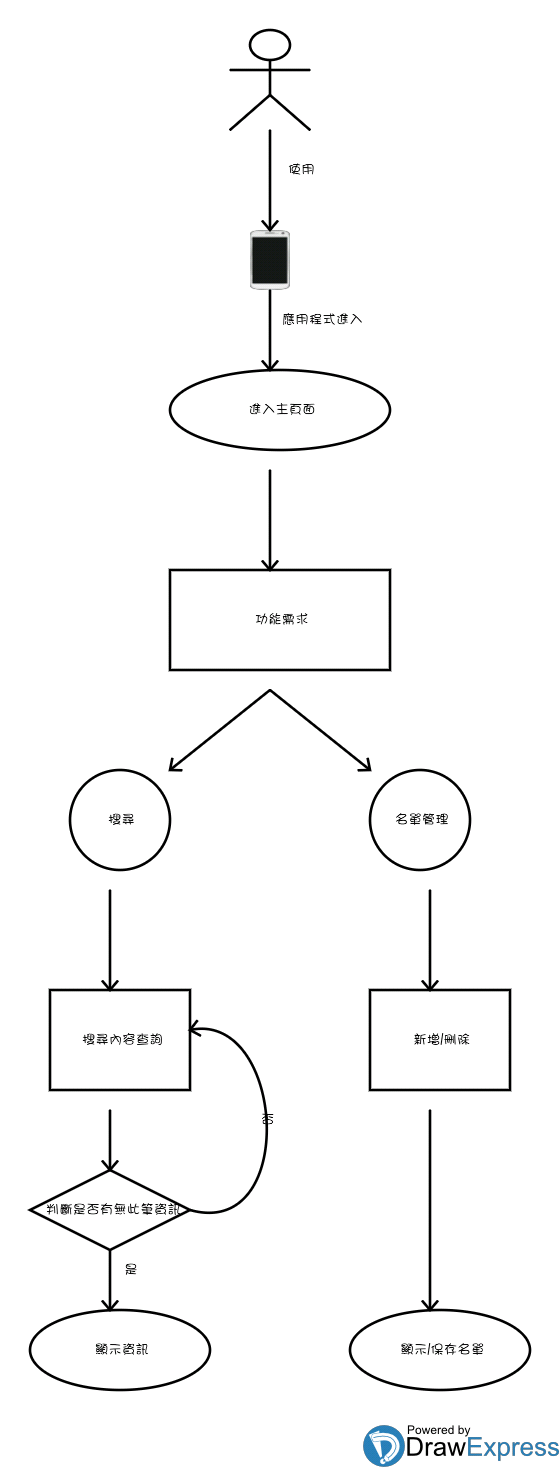 使用
應用程式進入
進入主頁面
功能需求
搜尋
名單管理
搜尋內容查詢
新增/刪除
否
判斷是否有無此筆資訊
是
顯示資訊
顯示/保存名單
Powered by
DrawExpress